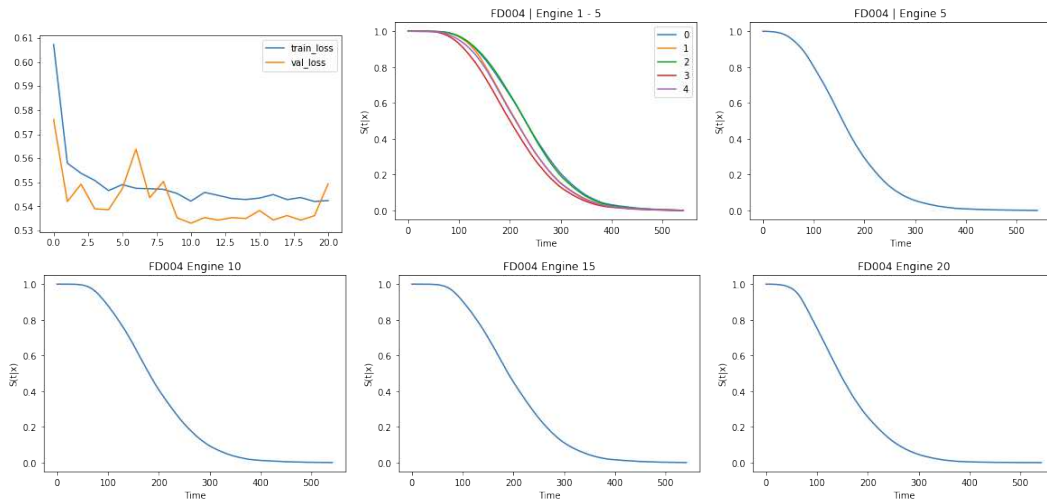 0.61
0.60
0.59
0.58
0.57
0.56
0.55
0.54
0.53
0.0 2.5 5.0 7.5 10.0 12.5 15.0 17.5 20.0
train_loss
val_loss
FD004 | Engine 1 - 5
S(t|x)
1.0
0.8
0.6
0.4
0.2
0.0
0 100 200 300 400 500
Time
0
1
2
3
4
FD004 | Engine 5
S(t|x)
1.0
0.8
0.6
0.4
0.2
0.0
0 100 200 300 400 500
Time
FD004 Engine 10
S(t|x)
1.0
0.8
0.6
0.4
0.2
0.0
0 100 200 300 400 500
Time
FD004 Engine 15
S(t|x)
1.0
0.8
0.6
0.4
0.2
0.0
0 100 200 300 400 500
Time
FD004 Engine 20
S(t|x)
1.0
0.8
0.6
0.4
0.2
0.0
0 100 200 300 400 500
Time